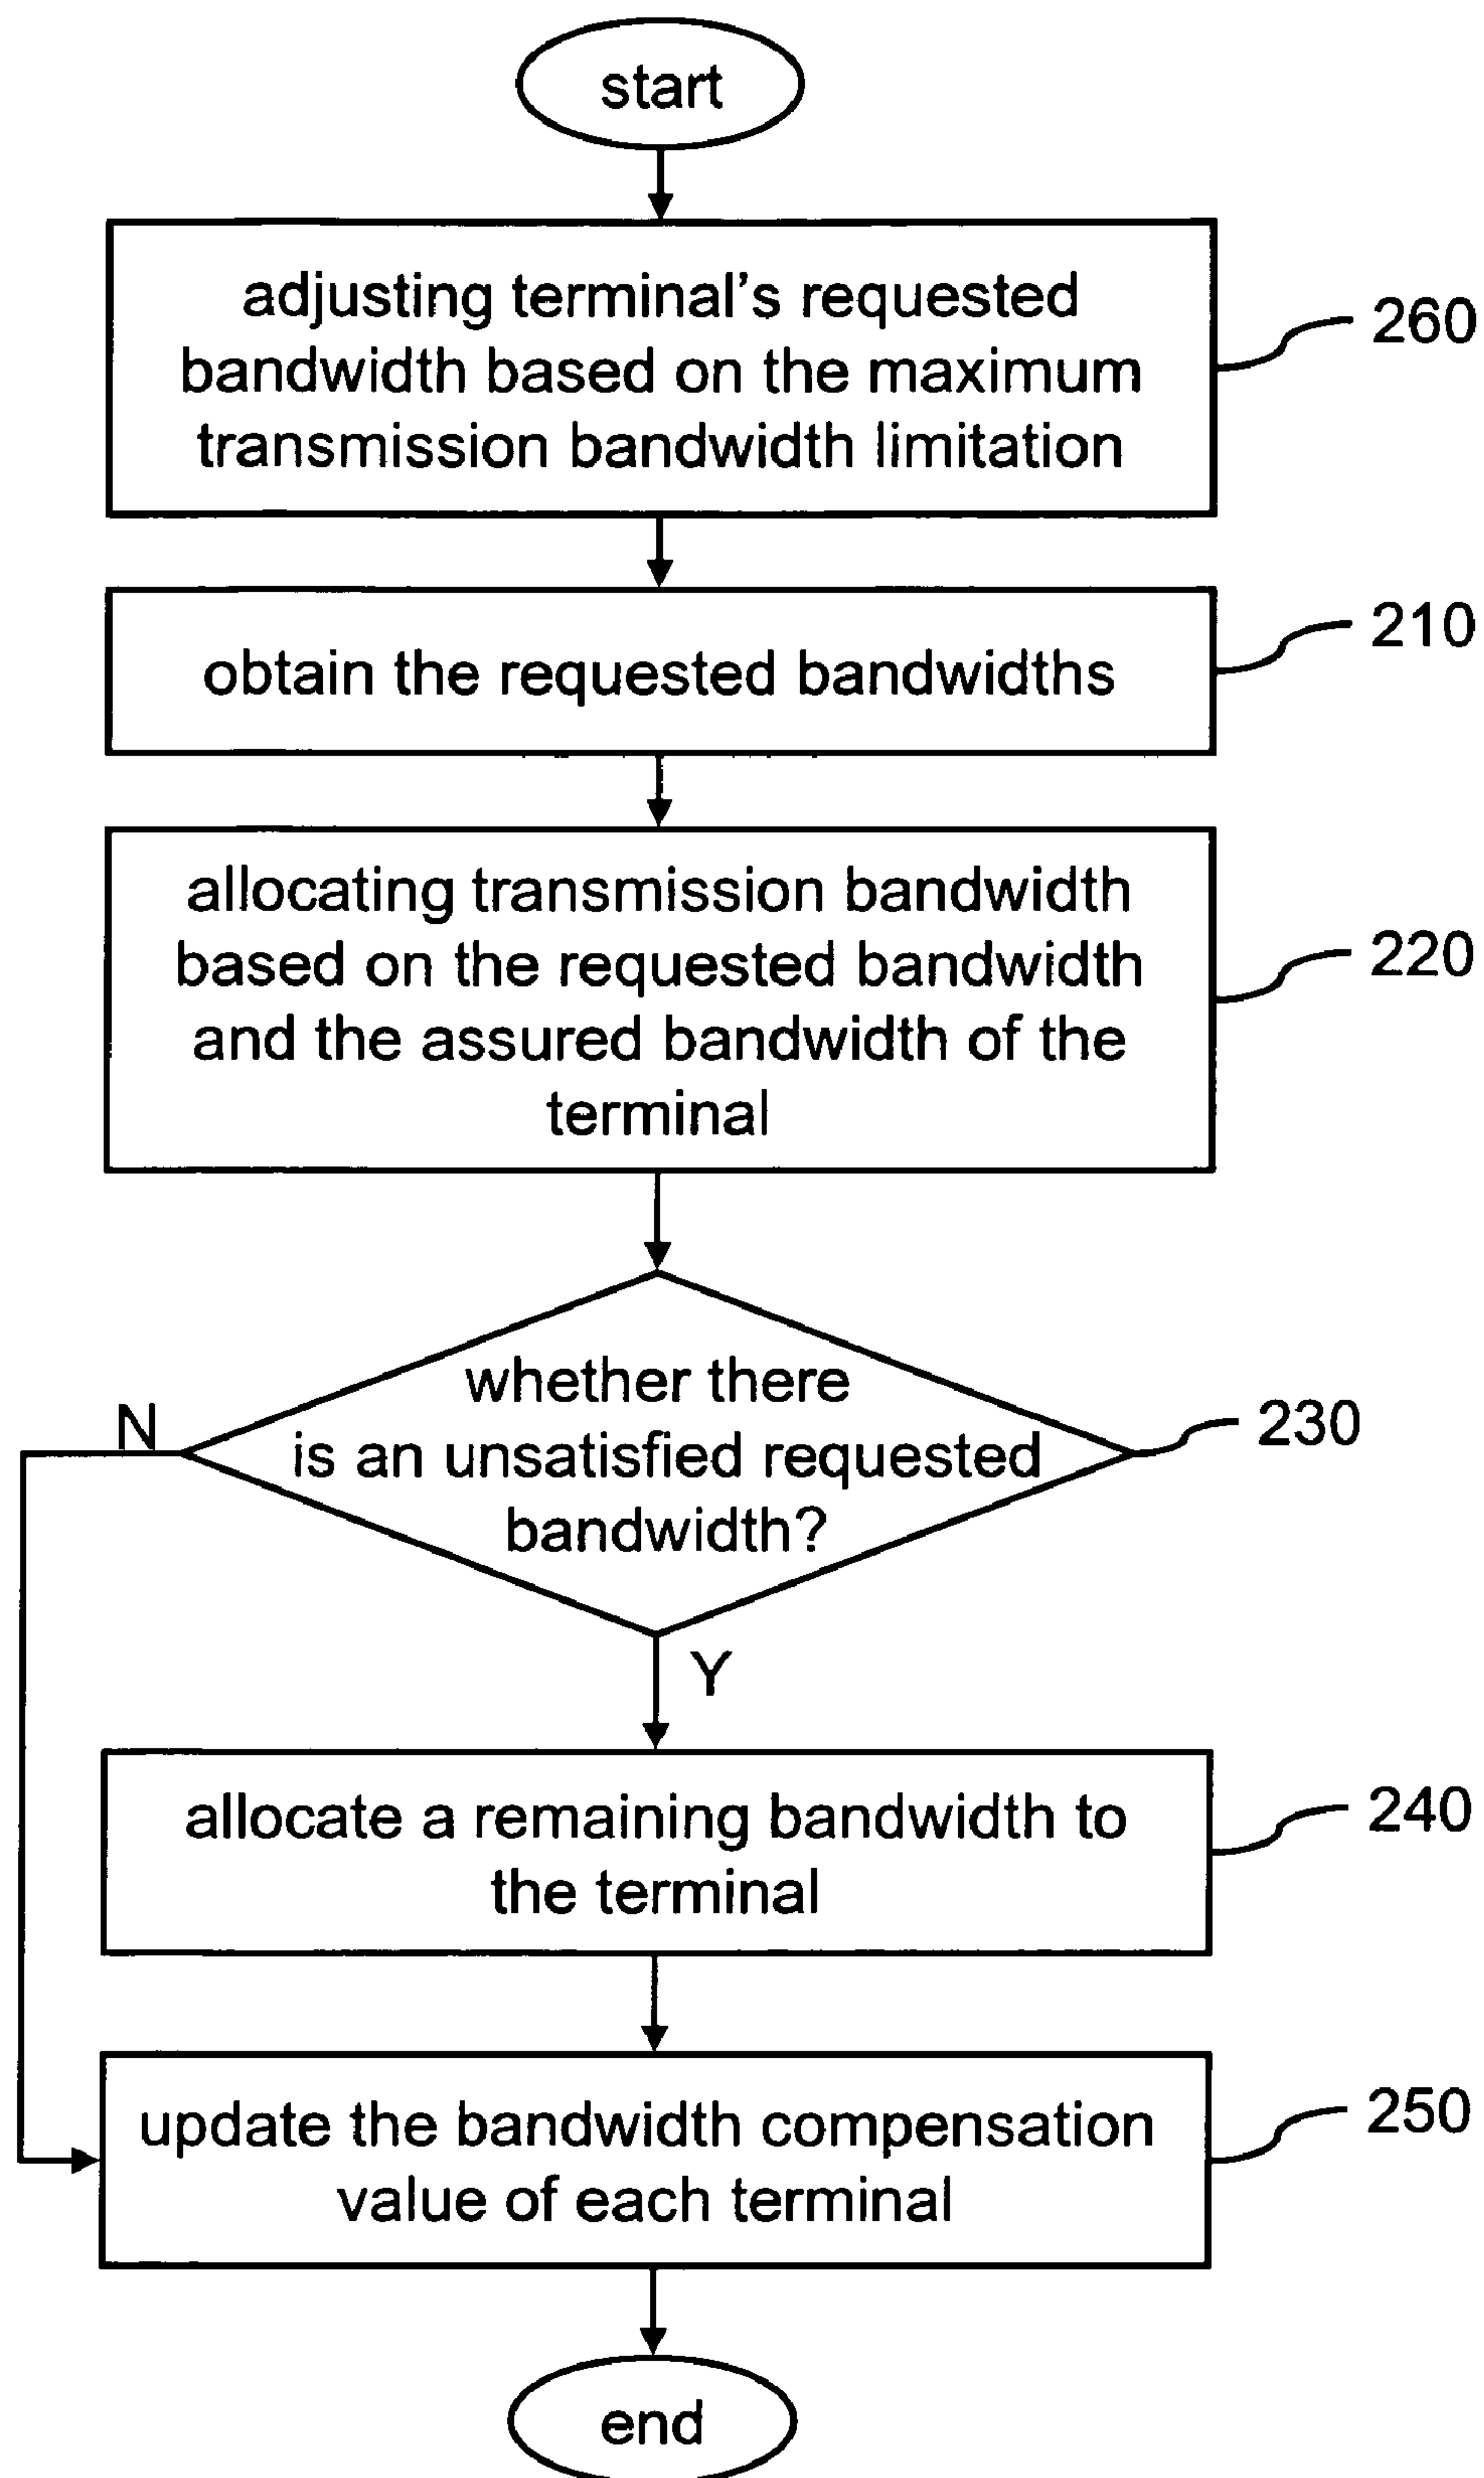 start
adjusting terminal's requested
bandwidth based on the maximum
transmission bandwidth limitation
260
obtain the requested bandwidths
210
allocating transmission bandwidth
based on the requested bandwidth
and the assured bandwidth of the
terminal
220
whether there
is an unsatisfied requested
bandwidth?
230
N
Y
allocate a remaining bandwidth to
the terminal
240
update the bandwidth compensation
value of each terminal
250
end